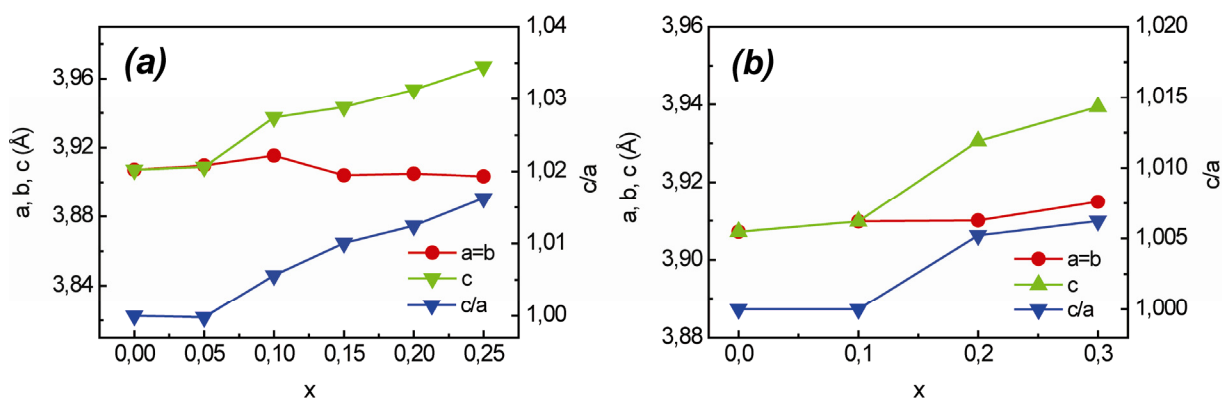 (a)
a, b, c (Å)
3,96
3,92
3,88
3,84
1,04
1,03
1,02
1,01
1,00
c/a
a=b
c
c/a
0,00 0,05 0,10 0,15 0,20 0,25
x
(b)
a, b, c (Å)
3,96
3,94
3,92
3,90
3,88
1,020
1,015
1,010
1,005
1,000
c/a
a=b
c
c/a
0,0 0,1 0,2 0,3
x